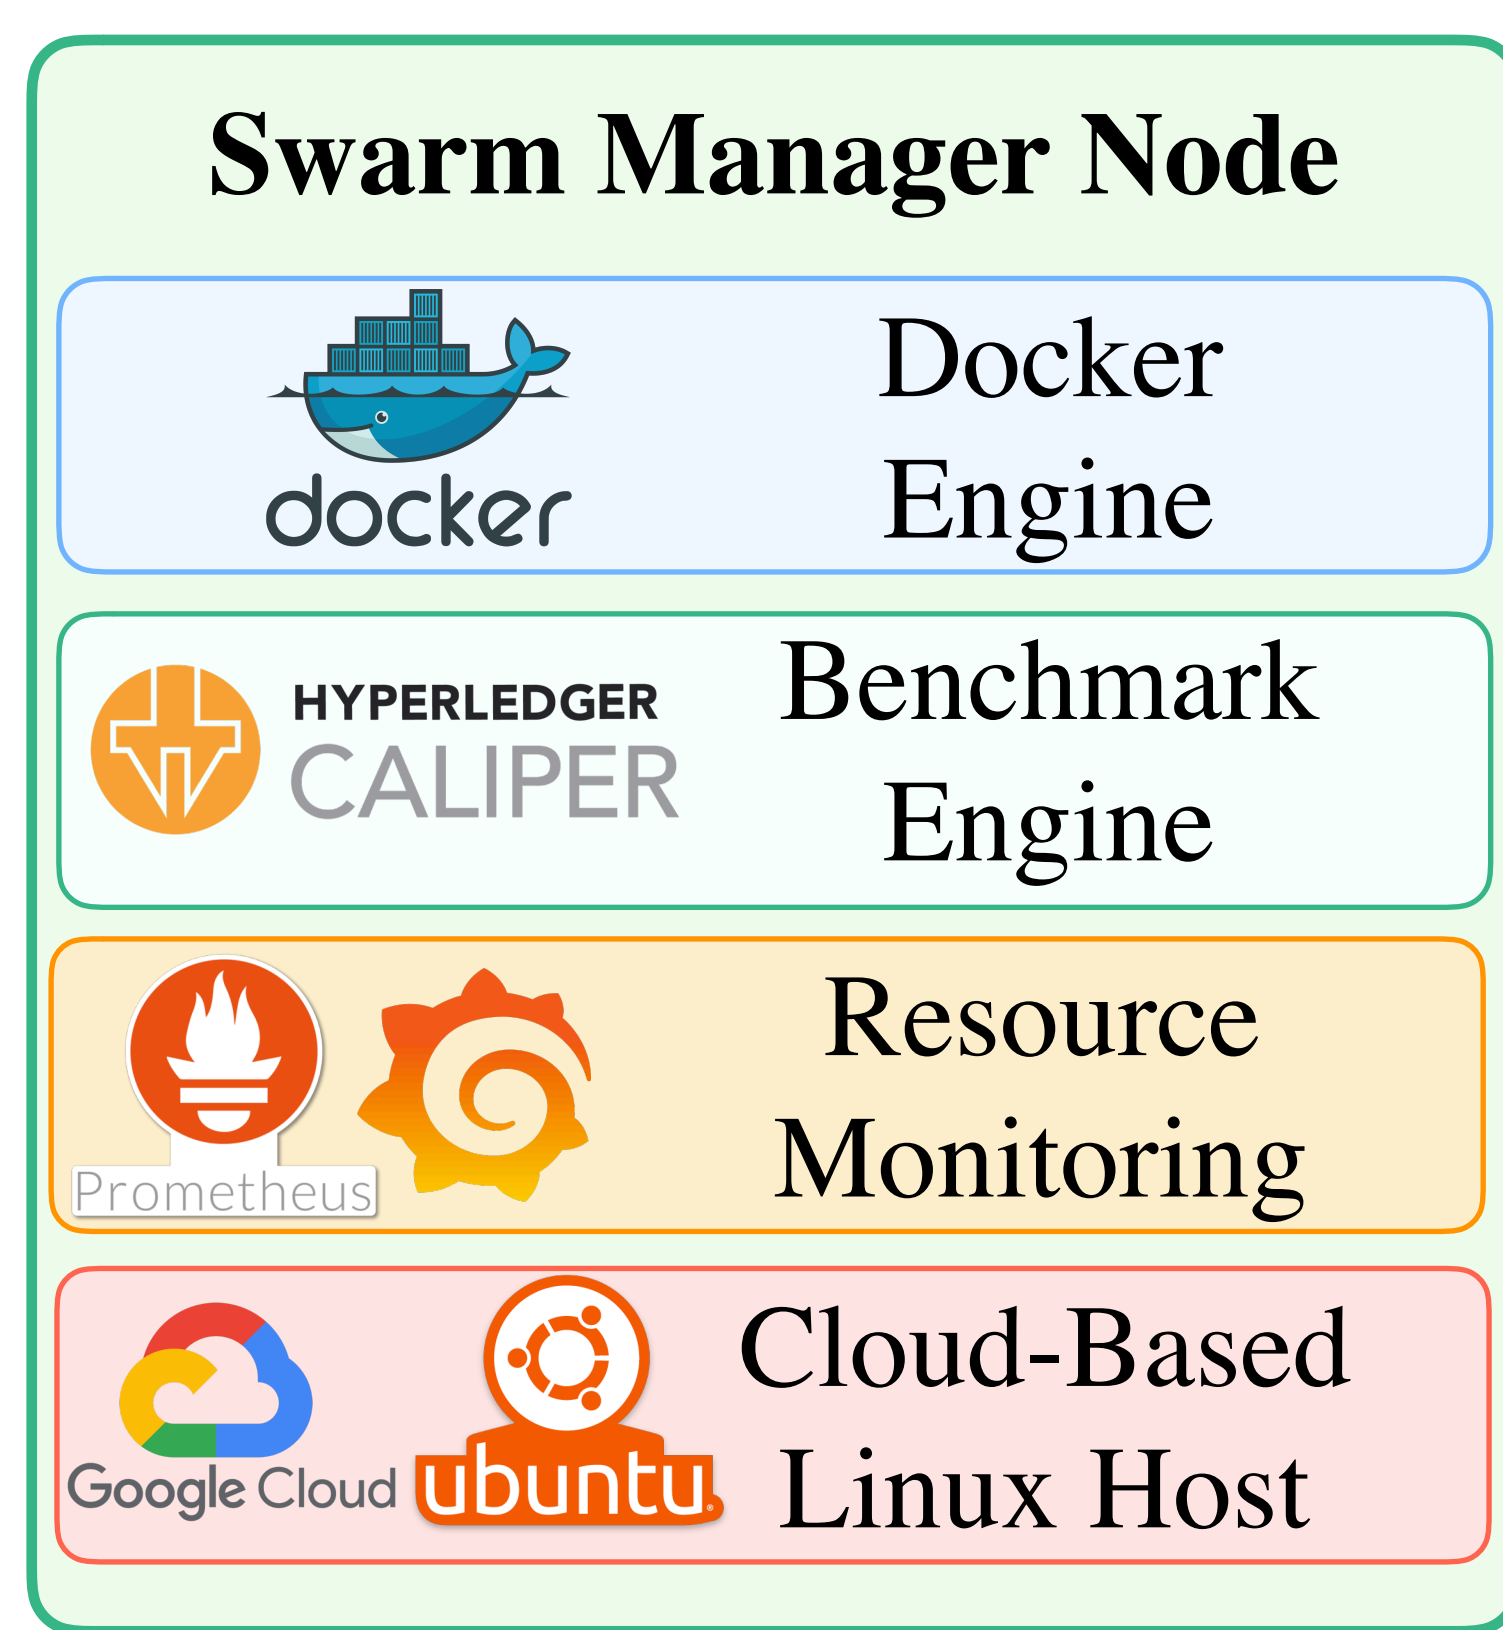 Swarm Manager Node
docker
Docker
Engine
HYPERLEDGER
CALIPER
Benchmark
Engine
Prometheus
Resource
Monitoring
Google Cloud
ubuntu®
Cloud-Based
Linux Host